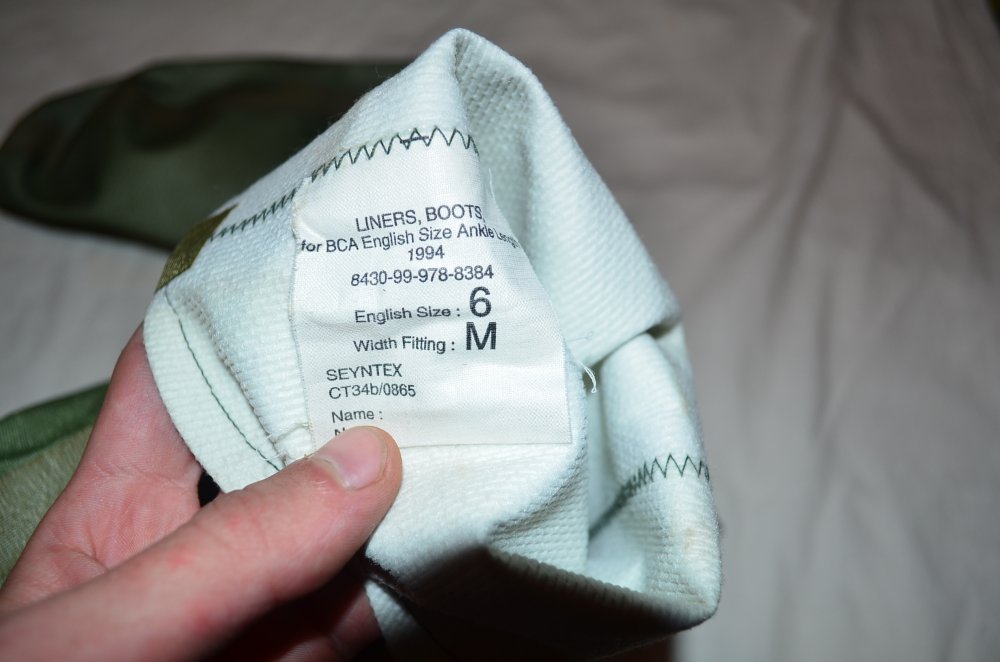 LINERS, BOOTS,
for BCA English Size Ankle Length
1994
8430-99-978-8384
English Size : 6
Width Fitting : M
SEYNTEX
CT34b/0865
Name :